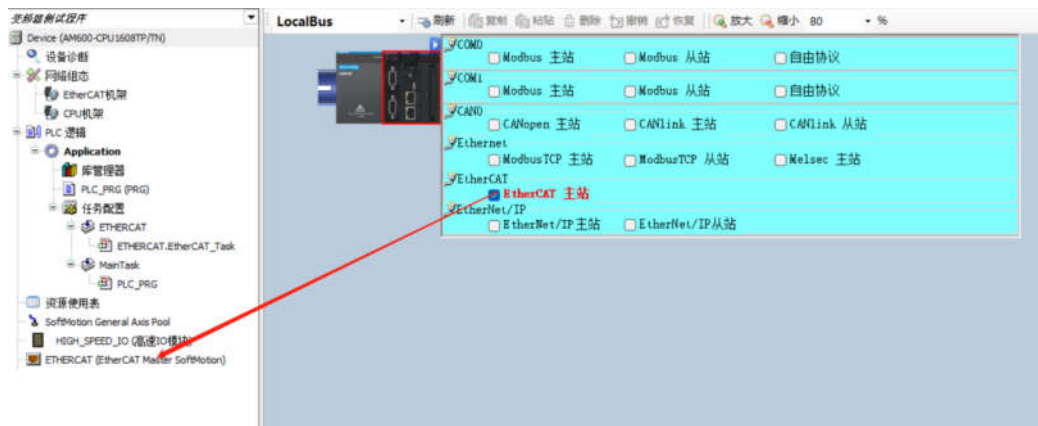 变频器测试程序
Device (AM600-CPU1608TP/TN)
设备诊断
网络组态
EtherCAT机架
CPU机架
PLC 逻辑
Application
库管理器
PLC_PRG (PRG)
任务配置
ETHERCAT
ETHERCAT.EtherCAT_Task
MainTask
PLC_PRG
资源使用表
SoftMotion General Axis Pool
HIGH_SPEED_IO (高速IO模块)
ETHERCAT (EtherCAT Master SoftMotion)
LocalBus 刷新 复制 粘贴 删除 撤销 恢复 放大 缩小 80 %
COM0
Modbus 主站 Modbus 从站 自由协议
COM1
Modbus 主站 Modbus 从站 自由协议
CAN0
CANopen 主站 CANlink 主站 CANlink 从站
Ethernet
ModbusTCP 主站 ModbusTCP 从站 Melsec 主站
EtherCAT
EtherCAT 主站
EtherNet/IP
EtherNet/IP主站 EtherNet/IP从站